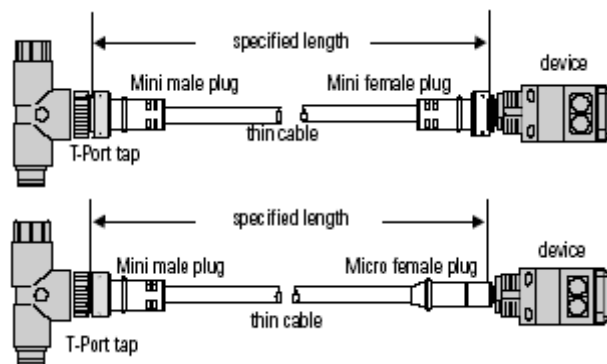 specified length
device
Mini male plug
Mini female plug
thin cable
T-Port tap
specified length
device
Mini male plug
Micro female plug
thin cable
T-Port tap